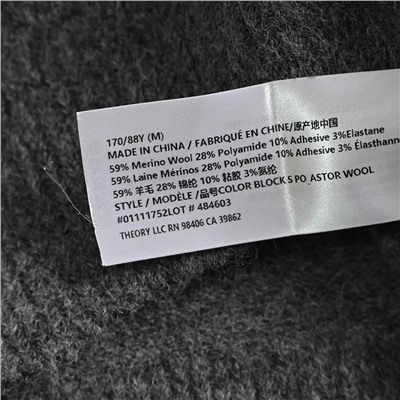 170/88Y (M)
MADE IN CHINA / FABRIQUÉ EN CHINE/原产地中国
59% Merino Wool 28% Polyamide 10% Adhesive 3%Elastane
59% Laine Mérinos 28% Polyamide 10% Adhesive 3% Élasthanne
59% 羊毛 28% 锦纶 10% 粘胶 3%氨纶
STYLE / MODÈLE /品号COLOR BLOCK S PO_ASTOR WOOL
#01111752LOT # 484603
THEORY LLC RN 98406 CA 39862